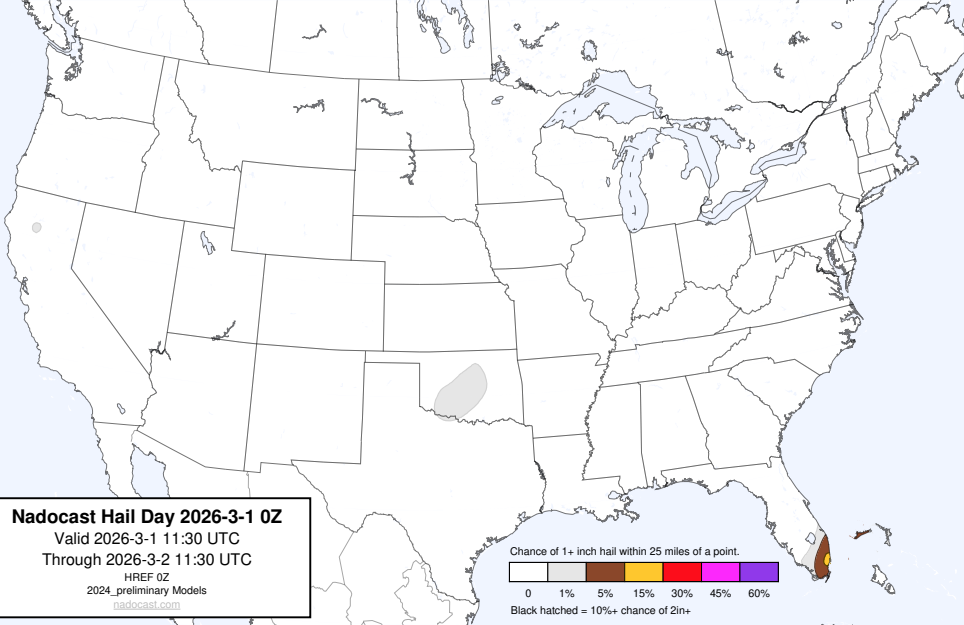 Nadocast Hail Day 2026-3-1 0Z
Valid 2026-3-1 11:30 UTC
Through 2026-3-2 11:30 UTC
HREF 0Z
2024_preliminary Models
nadocast.com
Chance of 1+ inch hail within 25 miles of a point.
0 1% 5% 15% 30% 45% 60%
Black hatched = 10%+ chance of 2in+